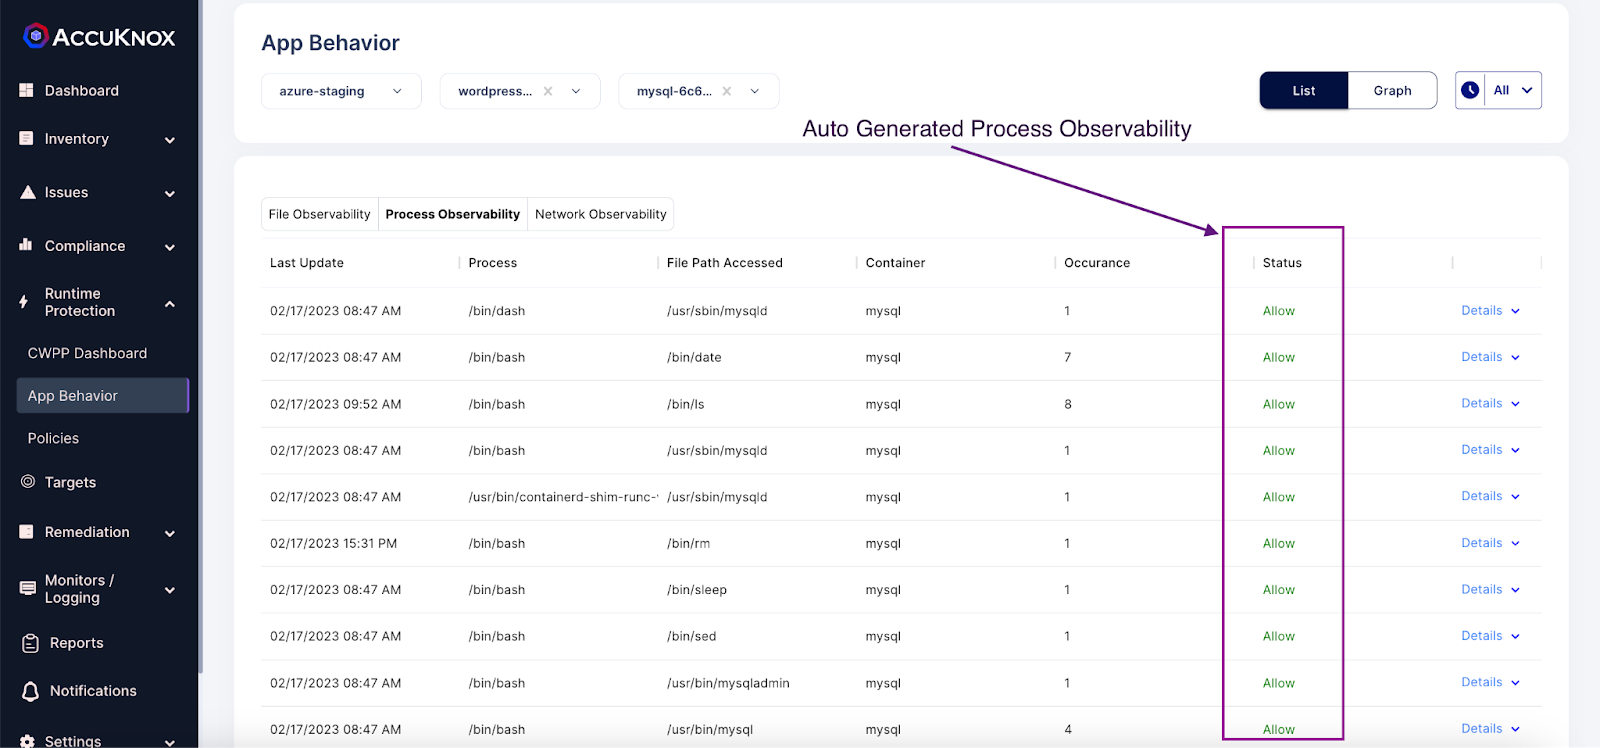 AccuKnox
Dashboard
Inventory
Issues
Compliance
Runtime
Protection
CWPP Dashboard
App Behavior
Policies
Targets
Remediation
Monitors /
Logging
Reports
Notifications
Settings
App Behavior
azure-staging
wordpress...
mysql-6c6...
List
Graph
All
Auto Generated Process Observability
File Observability Process Observability Network Observability
Last Update Process File Path Accessed Container Occurance Status
02/17/2023 08:47 AM /bin/dash /usr/sbin/mysqld mysql 1 Allow Details
02/17/2023 08:47 AM /bin/bash /bin/date mysql 7 Allow Details
02/17/2023 09:52 AM /bin/bash /bin/ls mysql 8 Allow Details
02/17/2023 08:47 AM /bin/bash /usr/sbin/mysqld mysql 1 Allow Details
02/17/2023 08:47 AM /usr/bin/containerd-shim-runc- /usr/sbin/mysqld mysql 1 Allow Details
02/17/2023 15:31 PM /bin/bash /bin/rm mysql 1 Allow Details
02/17/2023 08:47 AM /bin/bash /bin/sleep mysql 1 Allow Details
02/17/2023 08:47 AM /bin/bash /bin/sed mysql 1 Allow Details
02/17/2023 08:47 AM /bin/bash /usr/bin/mysqladmin mysql 1 Allow Details
02/17/2023 08:47 AM /bin/bash /usr/bin/mysql mysql 4 Allow Details